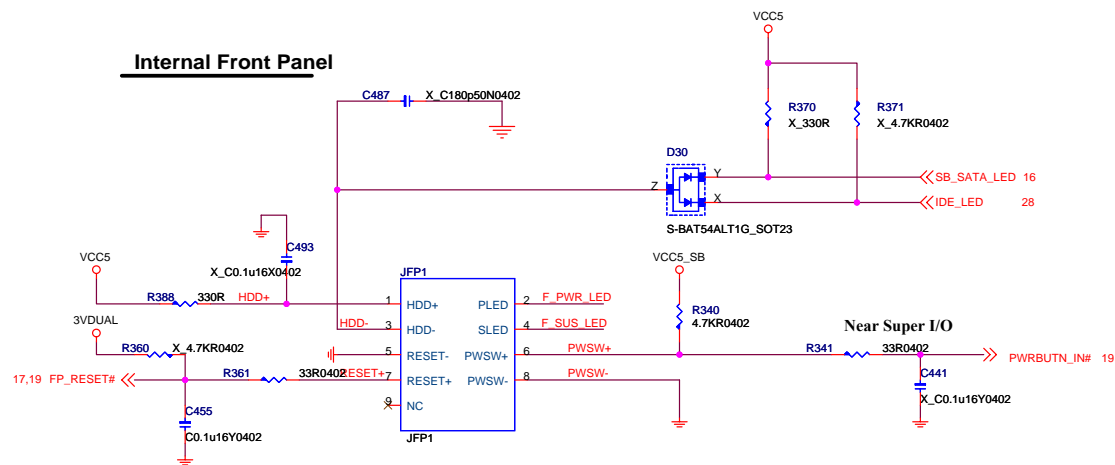 VCC5
Internal Front Panel
C487
X_C180p50N0402
R370
X_330R
R371
X_4.7KR0402
D30
Y
SB_SATA_LED 16
Z
X
IDE_LED 28
S-BAT54ALT1G_SOT23
C493
X_C0.1u16X0402
VCC5
VCC5_SB
JFP1
R388 330R HDD+
1 HDD+ PLED 2 F_PWR_LED
R340
4.7KR0402
3VDUAL
HDD- 3 HDD- SLED 4 F_SUS_LED
Near Super I/O
R360 X_4.7KR0402
5 RESET- PWSW+ 6 PWSW+
R341 33R0402
PWRBUTN_IN# 19
17,19 FP_RESET#
R361 33R0402 RESET+
7 RESET+ PWSW- 8 PWSW-
C441
X_C0.1u16Y0402
C455
C0.1u16Y0402
9 NC
JFP1